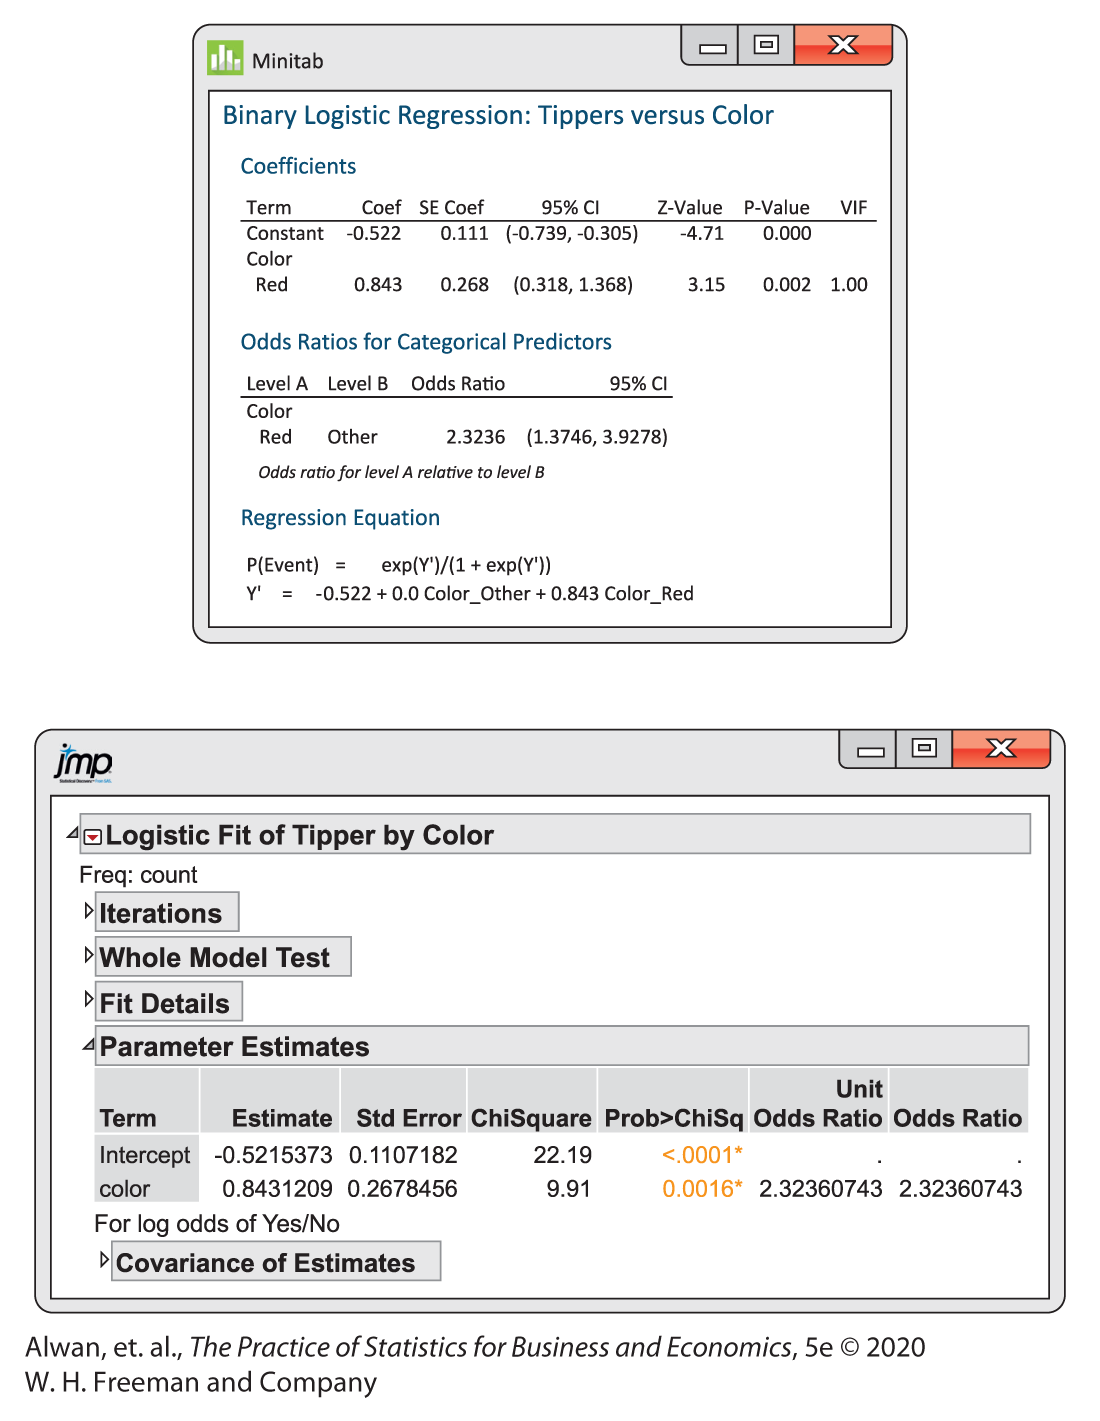 Minitab
Binary Logistic Regression: Tippers versus Color
Coefficients
Term Coef SE Coef 95% CI Z-Value P-Value VIF
Constant -0.522 0.111 (-0.739, -0.305) -4.71 0.000
Color
Red 0.843 0.268 (0.318, 1.368) 3.15 0.002 1.00
Odds Ratios for Categorical Predictors
Level A Level B Odds Ratio 95% CI
Color
Red Other 2.3236 (1.3746, 3.9278)
Odds ratio for level A relative to level B
Regression Equation
P(Event) = exp(Y')/(1 + exp(Y'))
Y' = -0.522 + 0.0 Color_Other + 0.843 Color_Red
jmp
Logistic Fit of Tipper by Color
Freq: count
Iterations
Whole Model Test
Fit Details
Parameter Estimates
Unit
Term Estimate Std Error ChiSquare Prob>ChiSq Odds Ratio Odds Ratio
Intercept -0.5215373 0.1107182 22.19 <.0001* . .
color 0.8431209 0.2678456 9.91 0.0016* 2.32360743 2.32360743
For log odds of Yes/No
Covariance of Estimates
Alwan, et. al., The Practice of Statistics for Business and Economics, 5e © 2020
W. H. Freeman and Company